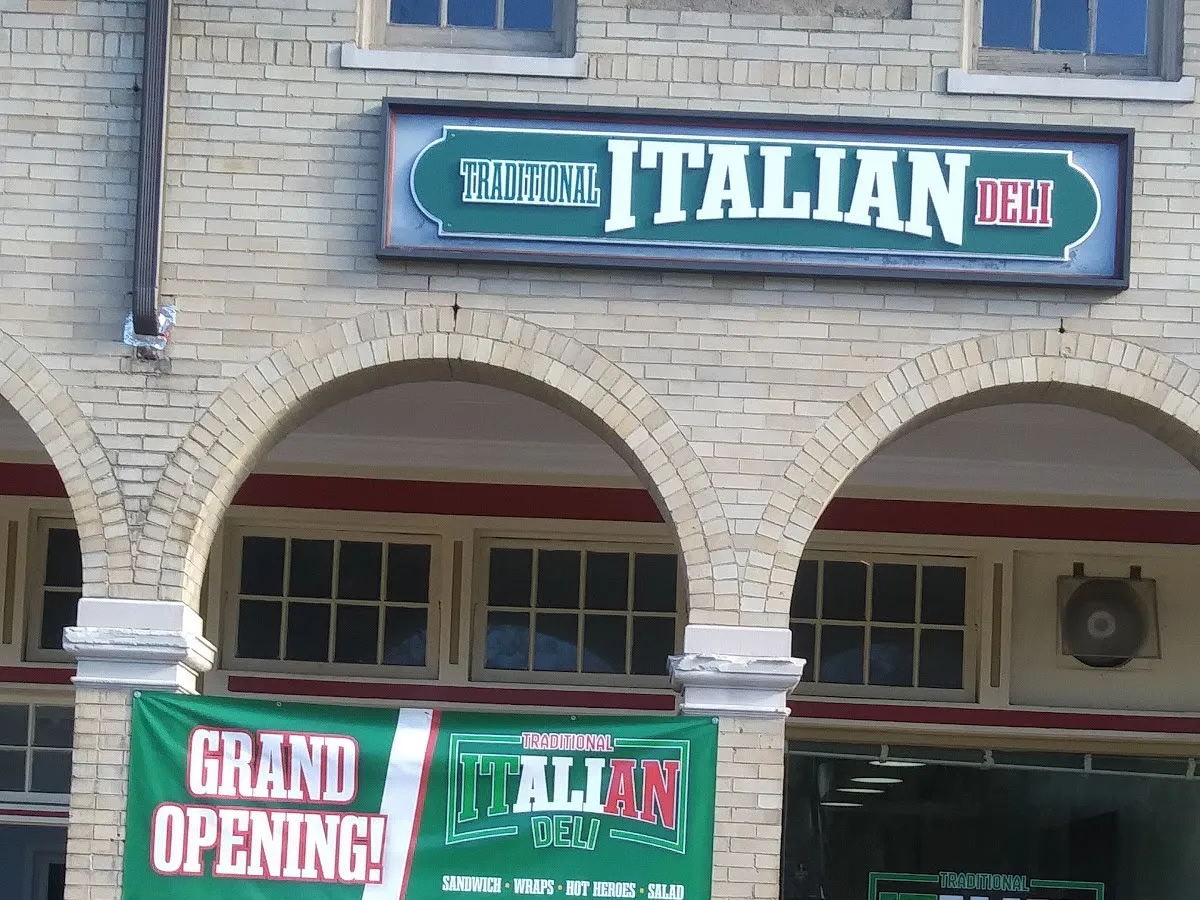 TRADITIONAL ITALIAN DELI
GRAND
OPENING!
TRADITIONAL
ITALIAN
DELI
SANDWICH • WRAPS • HOT HEROES • SALAD
TRADITIONAL